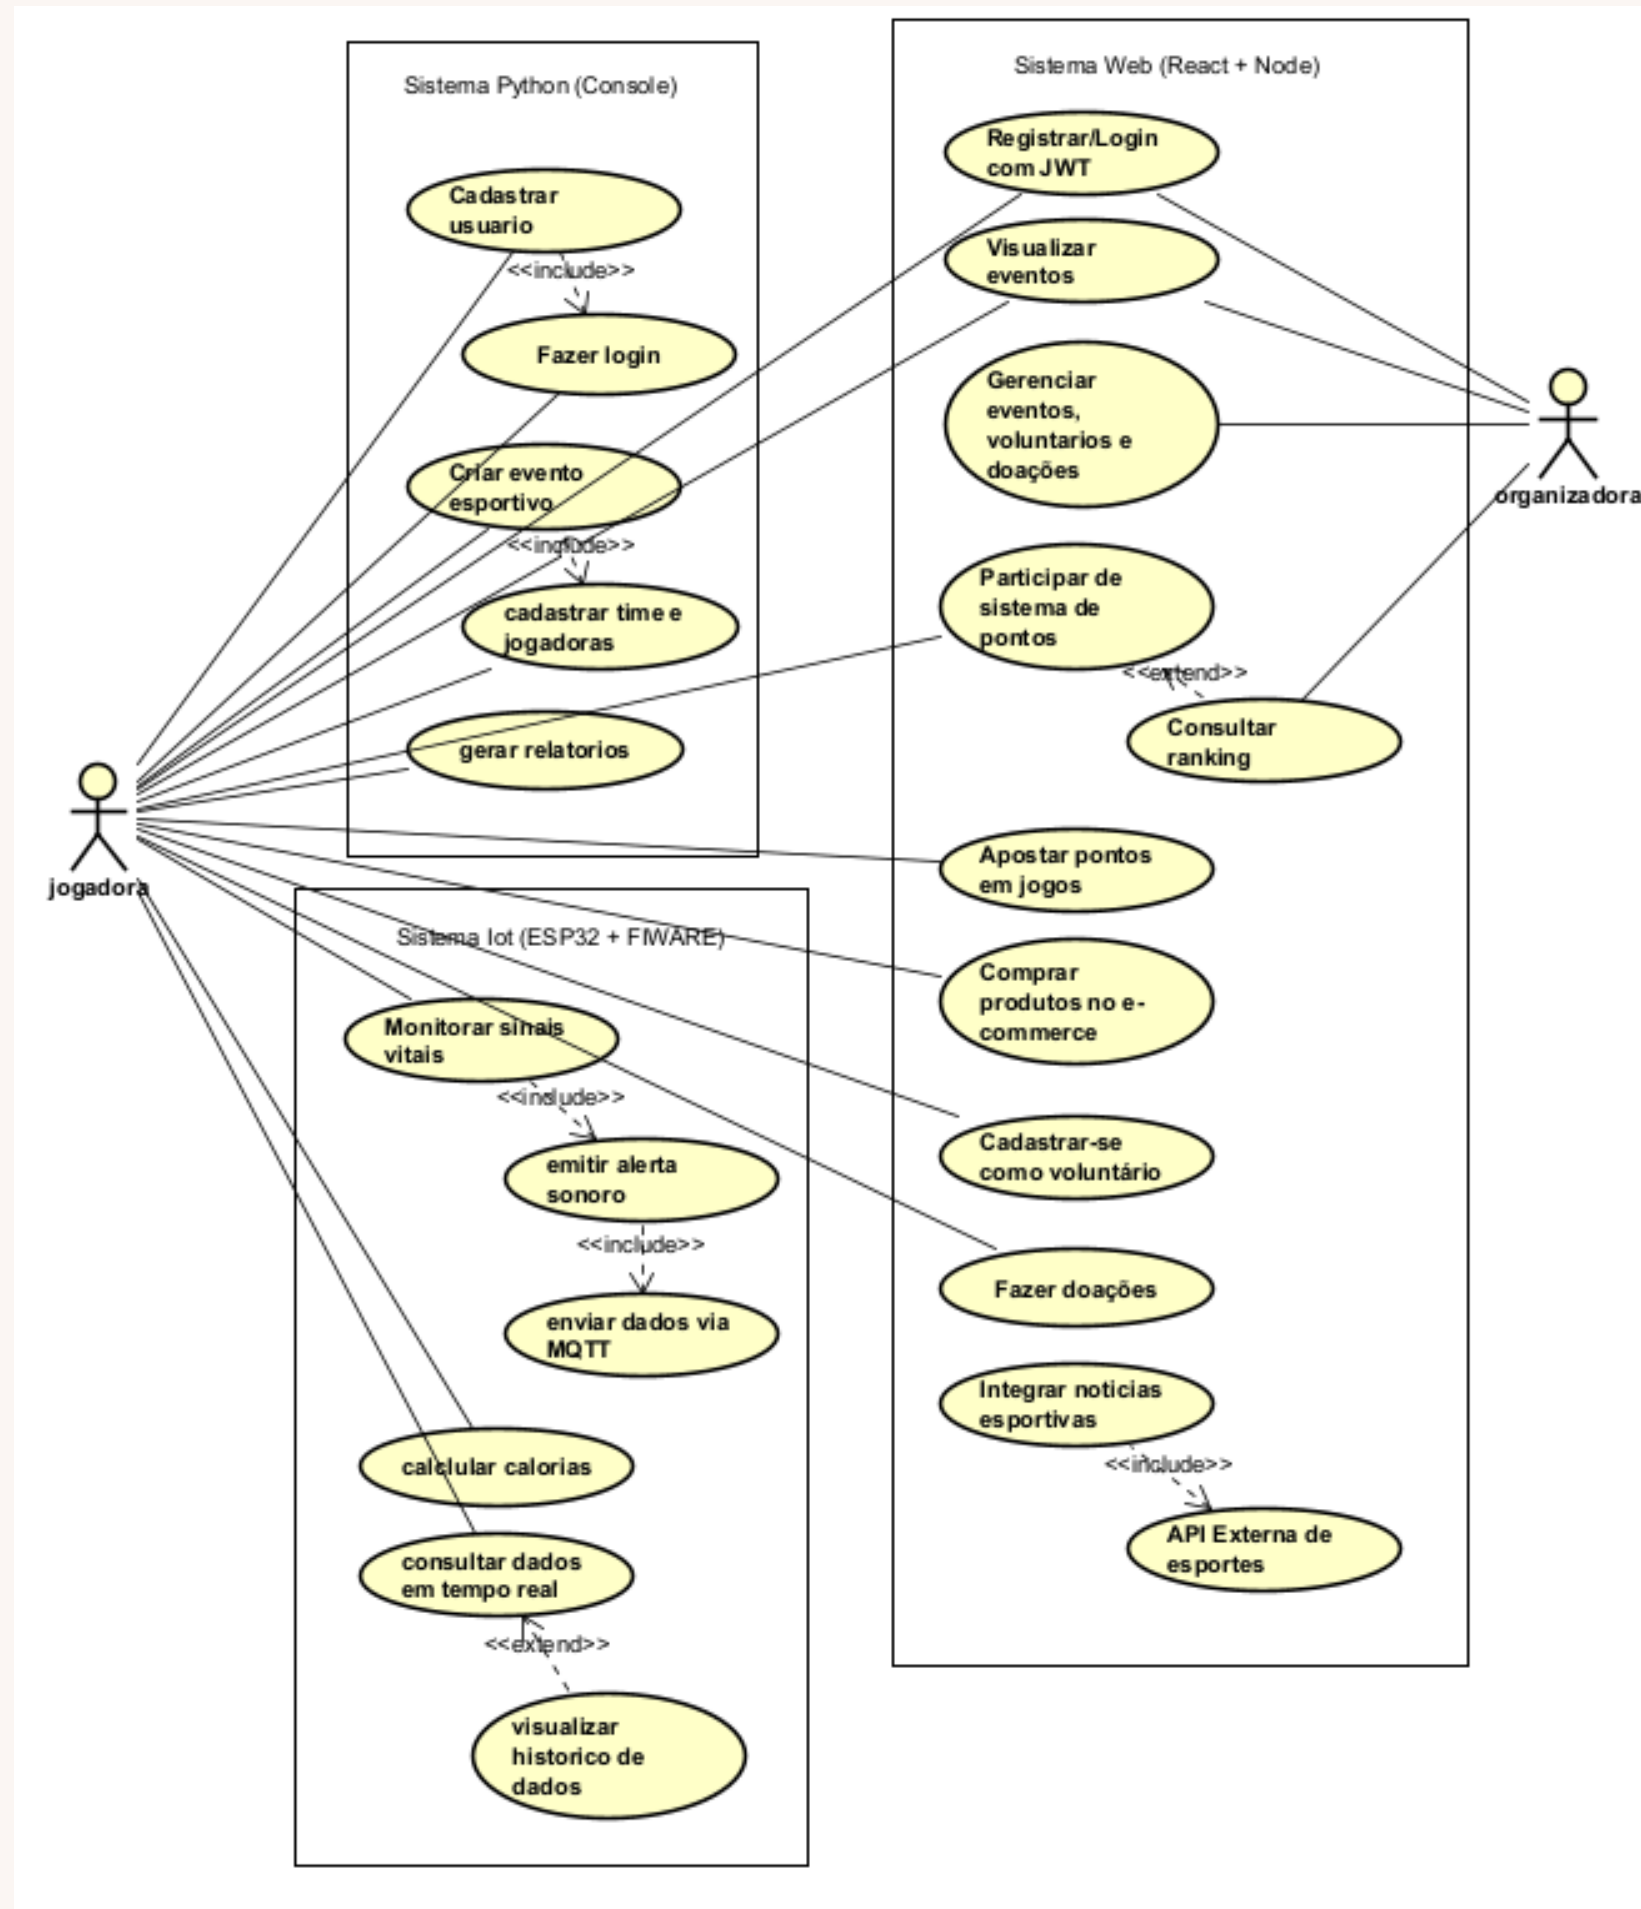 Sistema Python (Console)
Cadastrar
usuario
<<include>>
Fazer login
Criar evento
esportivo
<<include>>
cadastrar time e
jogadoras
gerar relatorios
jogadora
Sistema Iot (ESP32 + FIWARE)
Monitorar sinais
vitais
<<include>>
emitir alerta
sonoro
<<include>>
enviar dados via
MQTT
calclular calorias
consultar dados
em tempo real
<<extend>>
visualizar
historico de
dados
Sistema Web (React + Node)
Registrar/Login
com JWT
Visualizar
eventos
Gerenciar
eventos,
voluntarios e
doações
Participar de
sistema de
pontos
<<extend>>
Consultar
ranking
Apostar pontos
em jogos
Comprar
produtos no e-
commerce
Cadastrar-se
como voluntário
Fazer doações
Integrar noticias
esportivas
<<include>>
API Externa de
esportes
organizadora